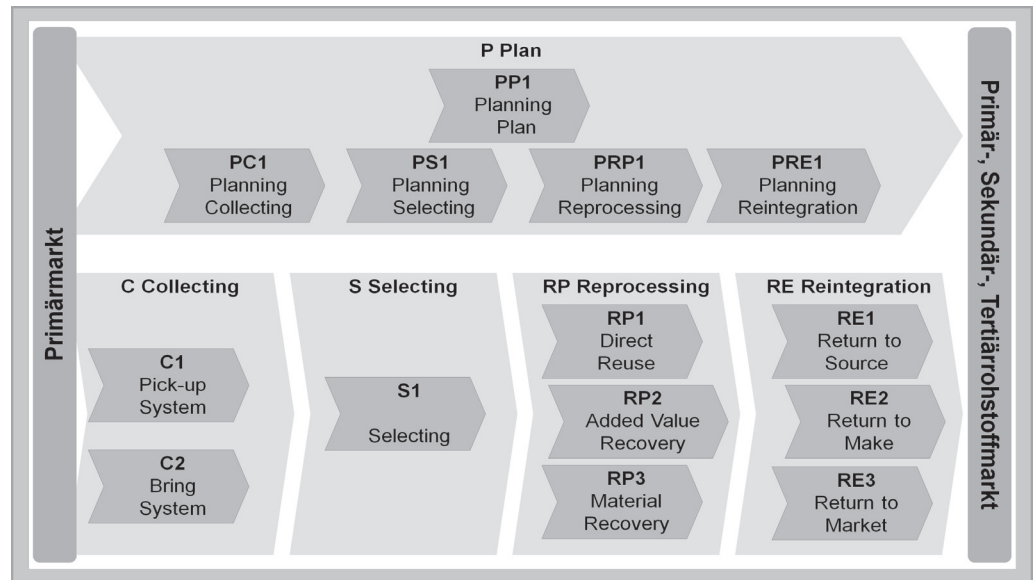 Primärmarkt
P Plan
PP1
Planning
Plan
PC1
Planning
Collecting
PS1
Planning
Selecting
PRP1
Planning
Reprocessing
PRE1
Planning
Reintegration
C Collecting
C1
Pick-up
System
C2
Bring
System
S Selecting
S1
Selecting
RP Reprocessing
RP1
Direct
Reuse
RP2
Added Value
Recovery
RP3
Material
Recovery
RE Reintegration
RE1
Return to
Source
RE2
Return to
Make
RE3
Return to
Market
Primär-, Sekundär-, Tertiärrohstoffmarkt